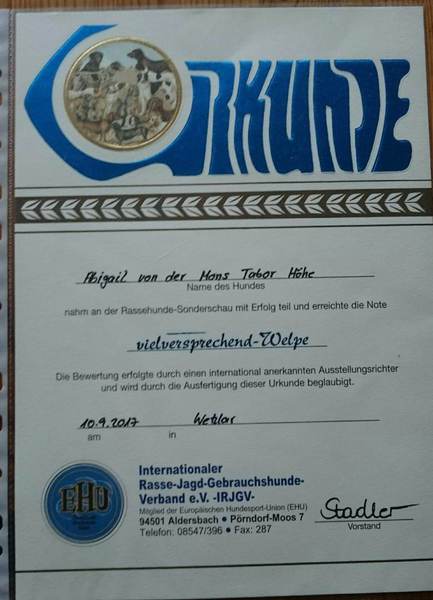 URKUNDE
Abigail von der Mons Tabor Höhe
Name des Hundes
nahm an der Rassehunde-Sonderschau mit Erfolg teil und erreichte die Note
vielversprechend-Welpe
Die Bewertung erfolgte durch einen international anerkannten Ausstellungsrichter
und wird durch die Ausfertigung dieser Urkunde beglaubigt.
10.9.2017 Wetzlar
am in
Internationaler
Rasse-Jagd-Gebrauchshunde-
Verband e.V. -IRJGV-
Mitglied der Europäischen Hundesport-Union (EHU)
94501 Aldersbach • Pörndorf-Moos 7
Telefon: 08547/396 • Fax: 287
EHU
Stadler
Vorstand